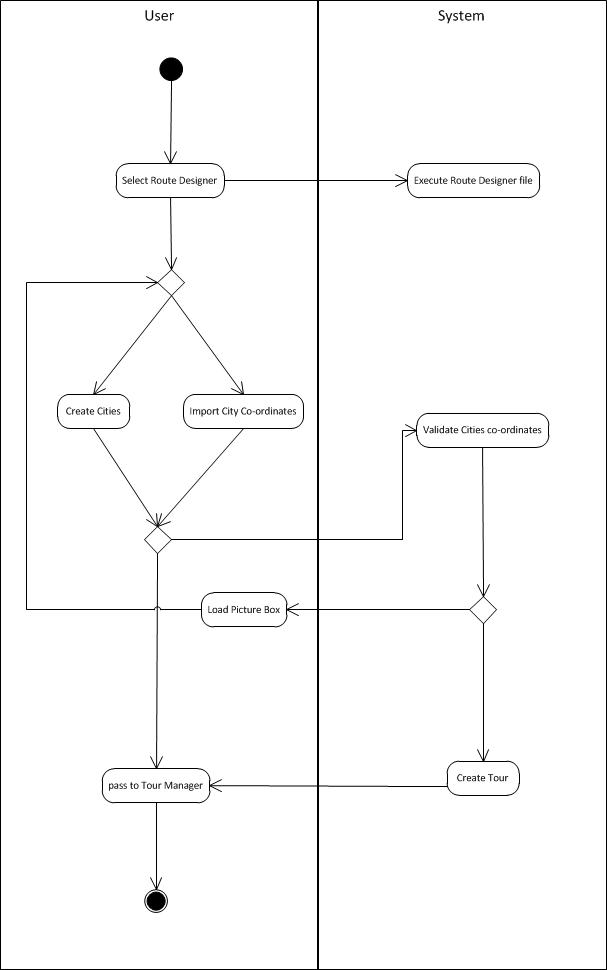 User
System
Select Route Designer
Execute Route Designer file
Create Cities
Import City Co-ordinates
Validate Cities co-ordinates
Load Picture Box
Create Tour
pass to Tour Manager